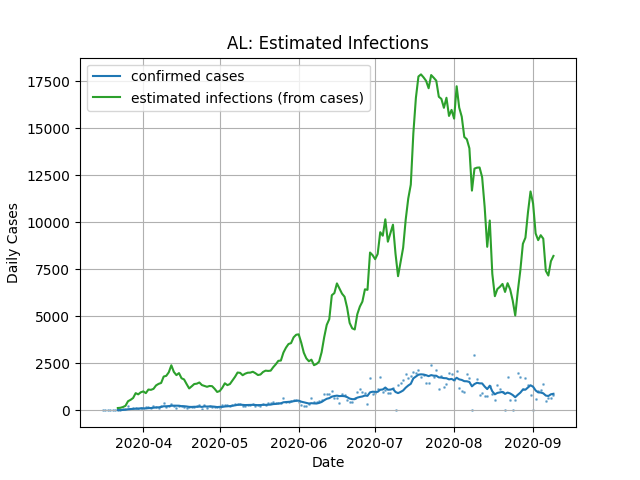 AL: Estimated Infections
confirmed cases
estimated infections (from cases)
17500
15000
12500
10000
7500
5000
2500
0
Daily Cases
2020-04 2020-05 2020-06 2020-07 2020-08 2020-09
Date